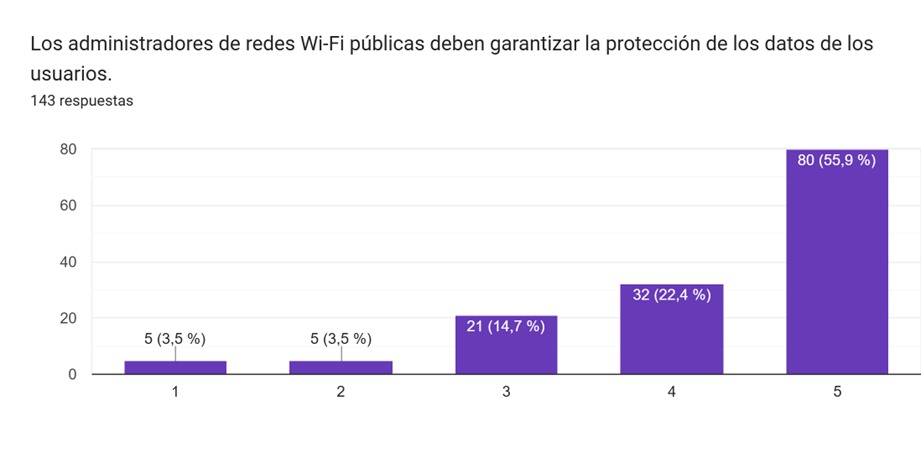 Los administradores de redes Wi-Fi públicas deben garantizar la protección de los datos de los
usuarios.
143 respuestas
80
60
40
20
0
5 (3,5 %)
5 (3,5 %)
21 (14,7 %)
32 (22,4 %)
80 (55,9 %)
1
2
3
4
5